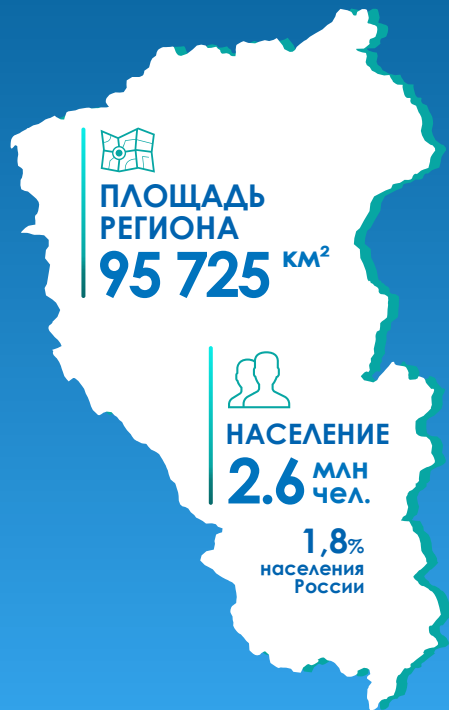 ПЛОЩАДЬ
РЕГИОНА
95 725 км²
НАСЕЛЕНИЕ
2.6 млн
чел.
1,8%
населения
России